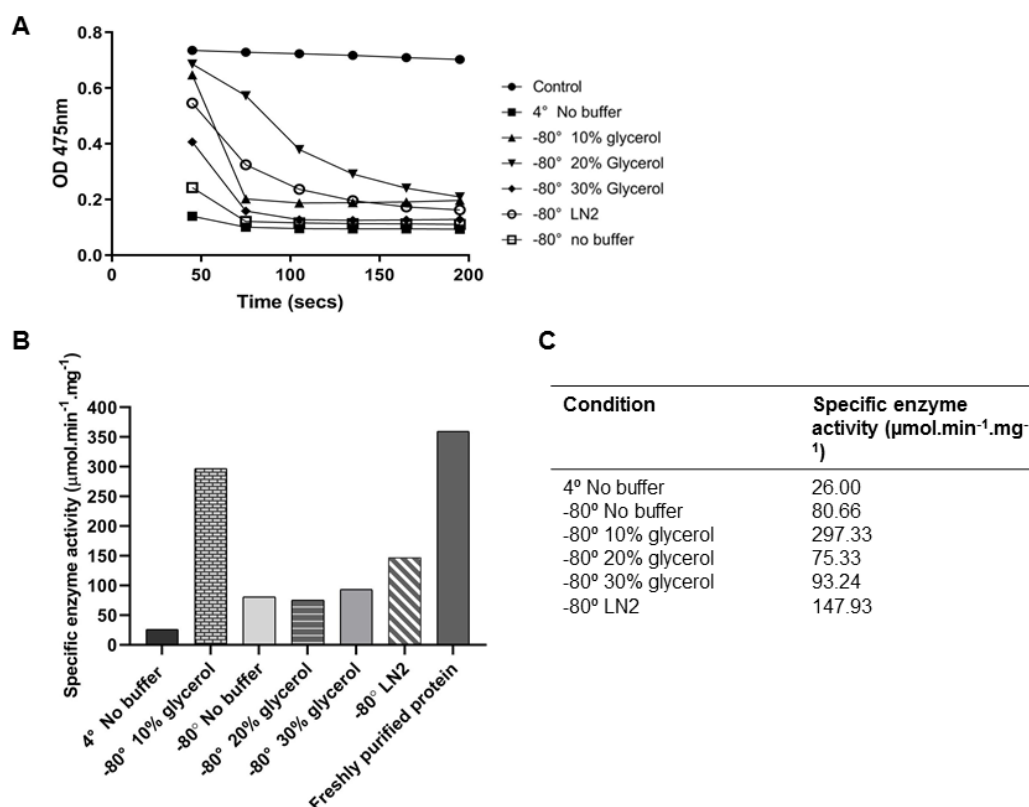 A
OD 475nm
0.8
0.6
0.4
0.2
0.0
0
50
100
150
200
Time (secs)
Control
4° No buffer
-80° 10% glycerol
-80° 20% Glycerol
-80° 30% Glycerol
-80° LN2
-80° no buffer
B
Specific enzyme activity (µmol.min⁻¹.mg⁻¹)
400
350
300
250
200
150
100
50
0
4° No buffer
-80° 10% glycerol
-80° No buffer
-80° 20% glycerol
-80° 30% glycerol
-80° LN2
Freshly purified protein
C
Condition Specific enzyme
activity (µmol.min⁻¹.mg⁻
¹)
4º No buffer 26.00
-80º No buffer 80.66
-80º 10% glycerol 297.33
-80º 20% glycerol 75.33
-80º 30% glycerol 93.24
-80º LN2 147.93